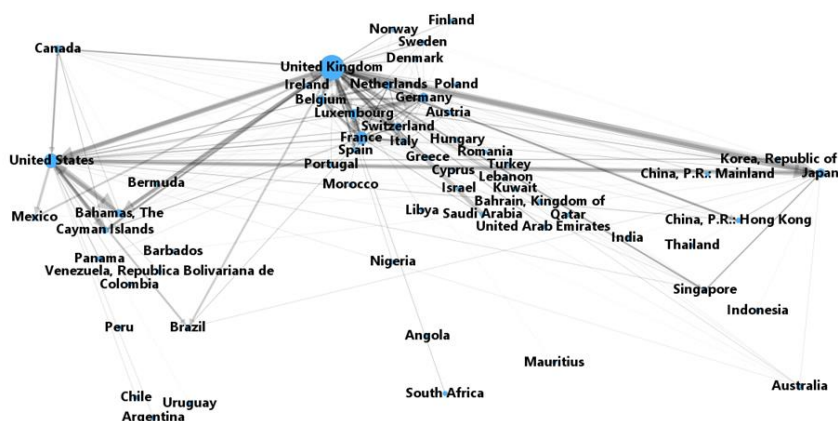 Finland
Norway
Sweden
Canada
Denmark
United Kingdom
Ireland
Netherlands
Poland
Belgium
Germany
Luxembourg
Austria
Switzerland
France
Italy
Hungary
Spain
Romania
Greece
United States
Portugal
Turkey
Korea, Republic of
Cyprus
Lebanon
China, P.R.: Mainland
Japan
Bermuda
Morocco
Israel
Kuwait
Bahrain, Kingdom of
Mexico
Bahamas, The
Libya
Saudi Arabia
Qatar
China, P.R.: Hong Kong
Cayman Islands
United Arab Emirates
India
Thailand
Barbados
Panama
Nigeria
Venezuela, Republica Bolivariana de
Colombia
Singapore
Indonesia
Peru
Brazil
Angola
Mauritius
Australia
Chile
South Africa
Uruguay
Argentina